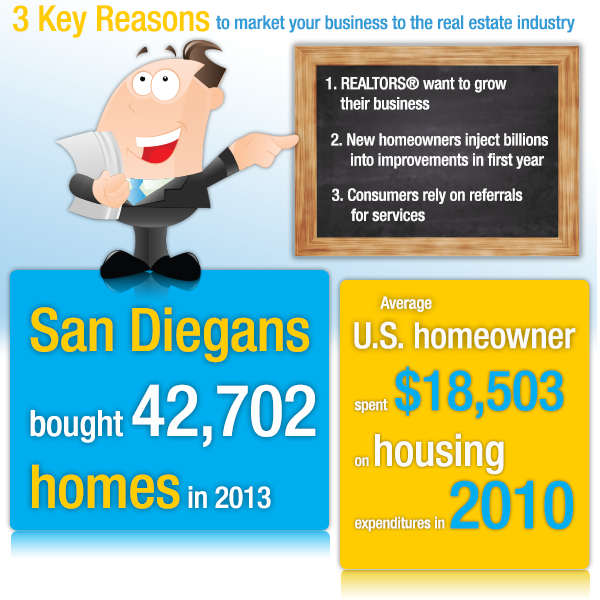 3 Key Reasons to market your business to the real estate industry
1. REALTORS® want to grow
their business
2. New homeowners inject billions
into improvements in first year
3. Consumers rely on referrals
for services
San Diegans
bought 42,702
homes in 2013
Average
U.S. homeowner
spent $18,503
on housing
expenditures in 2010